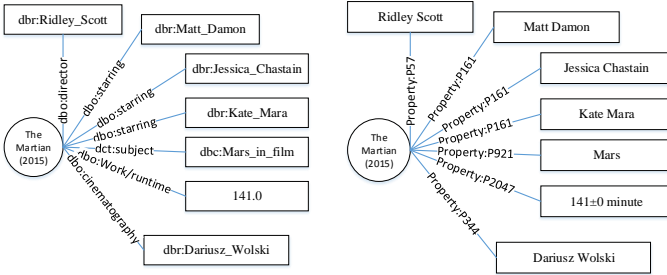 dbr:Ridley_Scott
dbr:Matt_Damon
dbr:Jessica_Chastain
dbr:Kate_Mara
dbc:Mars_in_film
141.0
dbr:Dariusz_Wolski
The
Martian
(2015)
dbo:director
dbo:starring
dbo:starring
dbo:starring
dct:subject
dbo:Work/runtime
dbo:cinematography
Ridley Scott
Matt Damon
Jessica Chastain
Kate Mara
Mars
141±0 minute
Dariusz Wolski
The
Martian
(2015)
Property:P57
Property:P161
Property:P161
Property:P161
Property:P921
Property:P2047
Property:P344